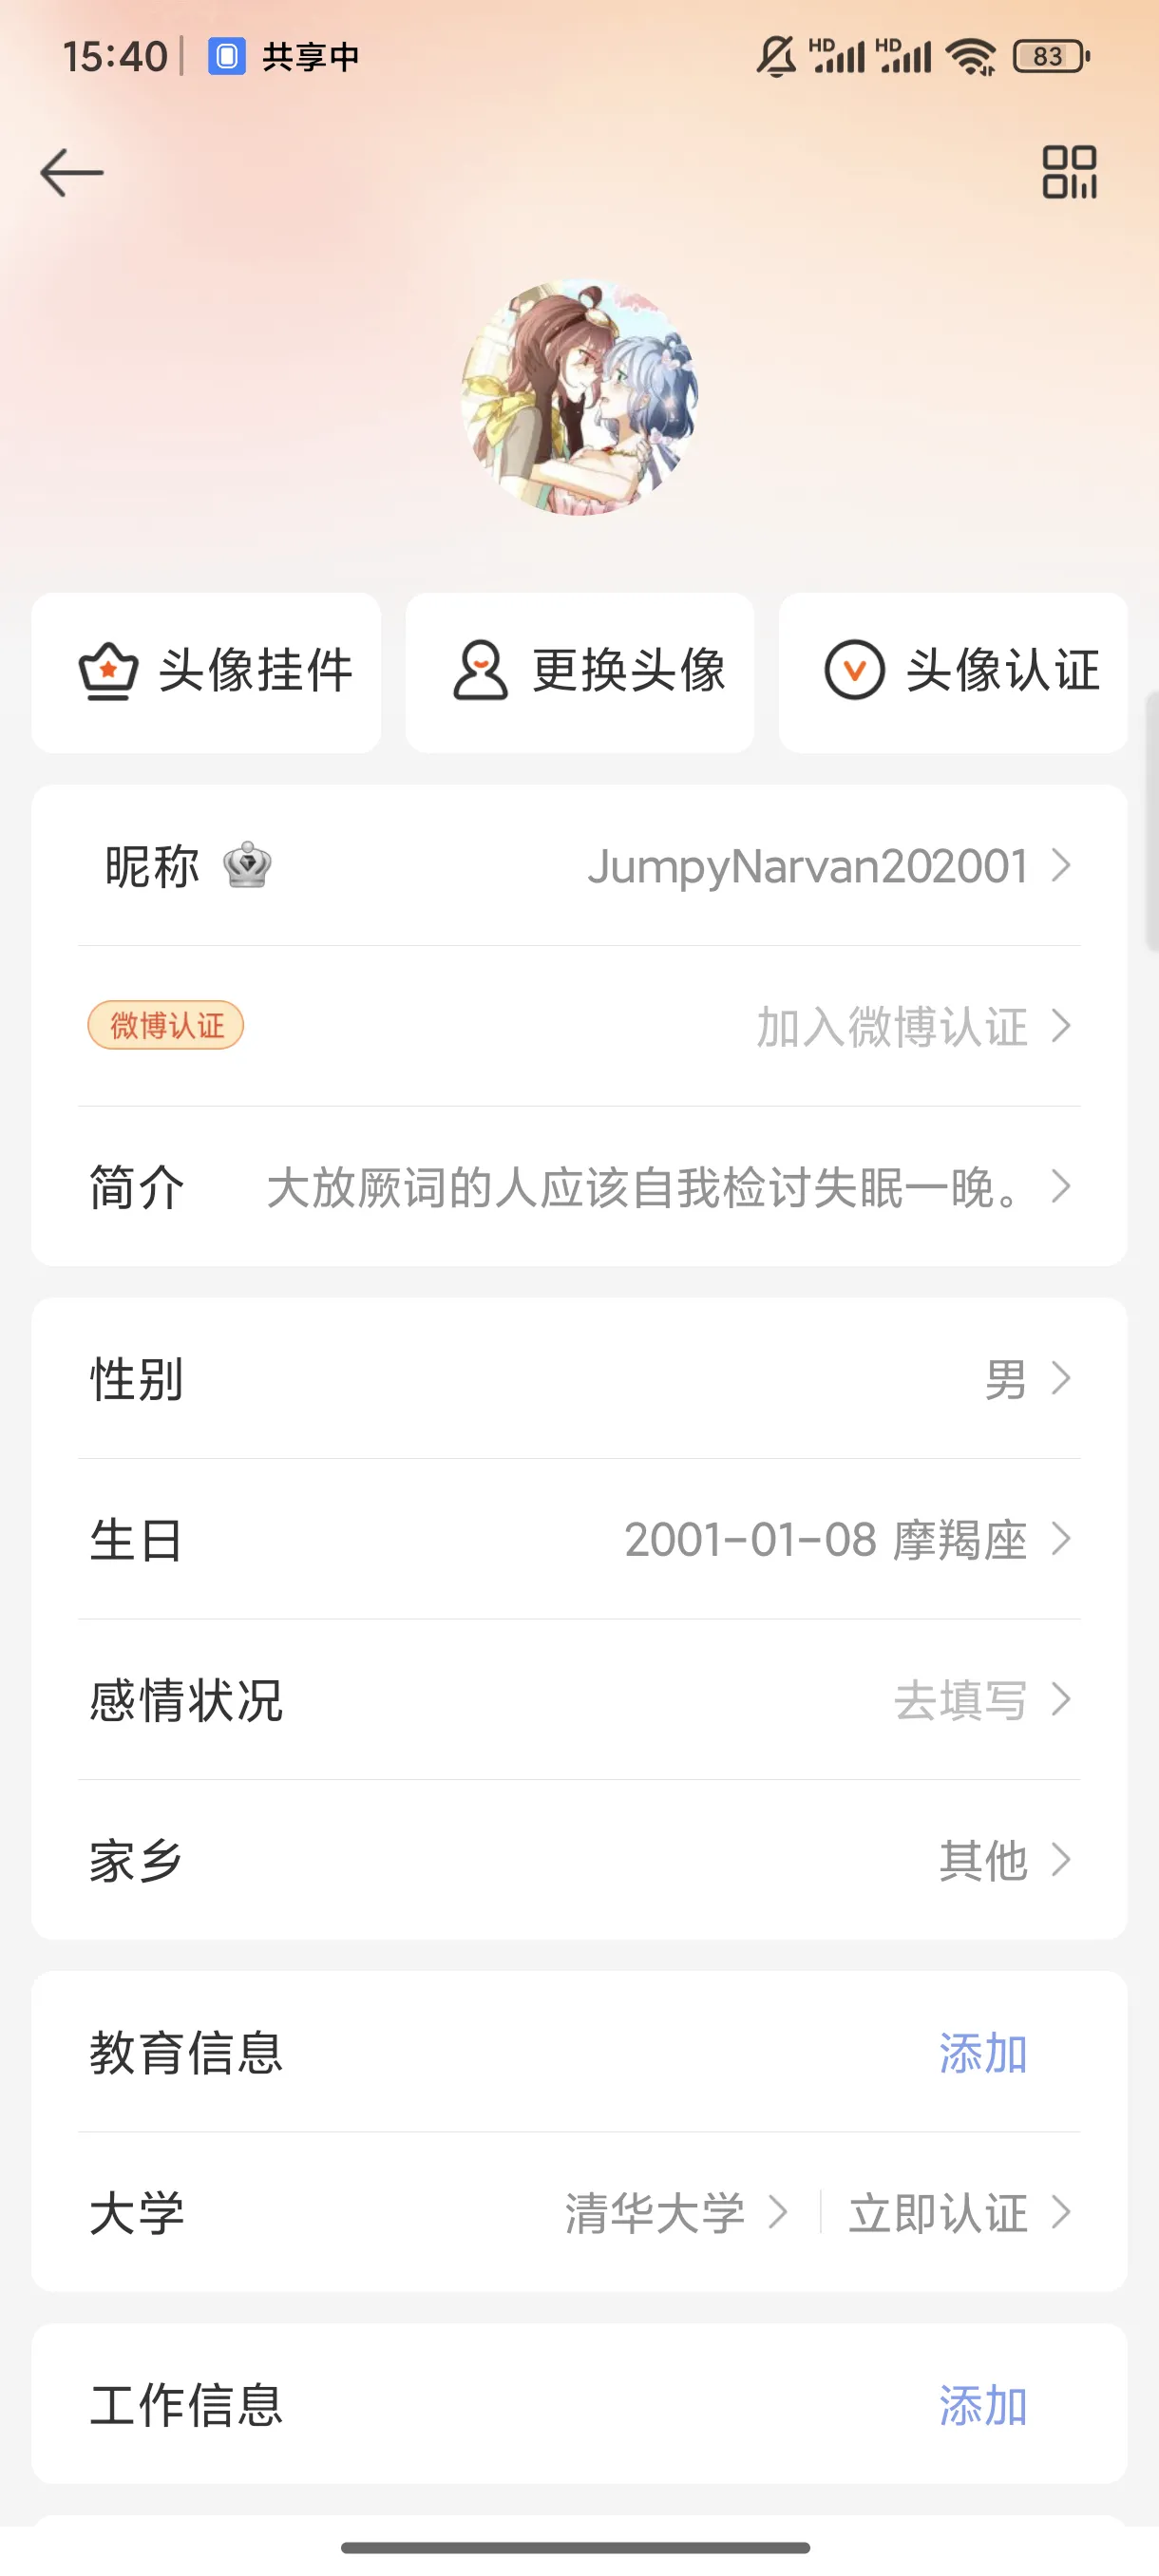 15:40 共享中 HD HD 83
头像挂件 更换头像 头像认证
昵称 JumpyNarvan202001
微博认证 加入微博认证
简介 大放厥词的人应该自我检讨失眠一晚。
性别 男
生日 2001-01-08 摩羯座
感情状况 去填写
家乡 其他
教育信息 添加
大学 清华大学 立即认证
工作信息 添加